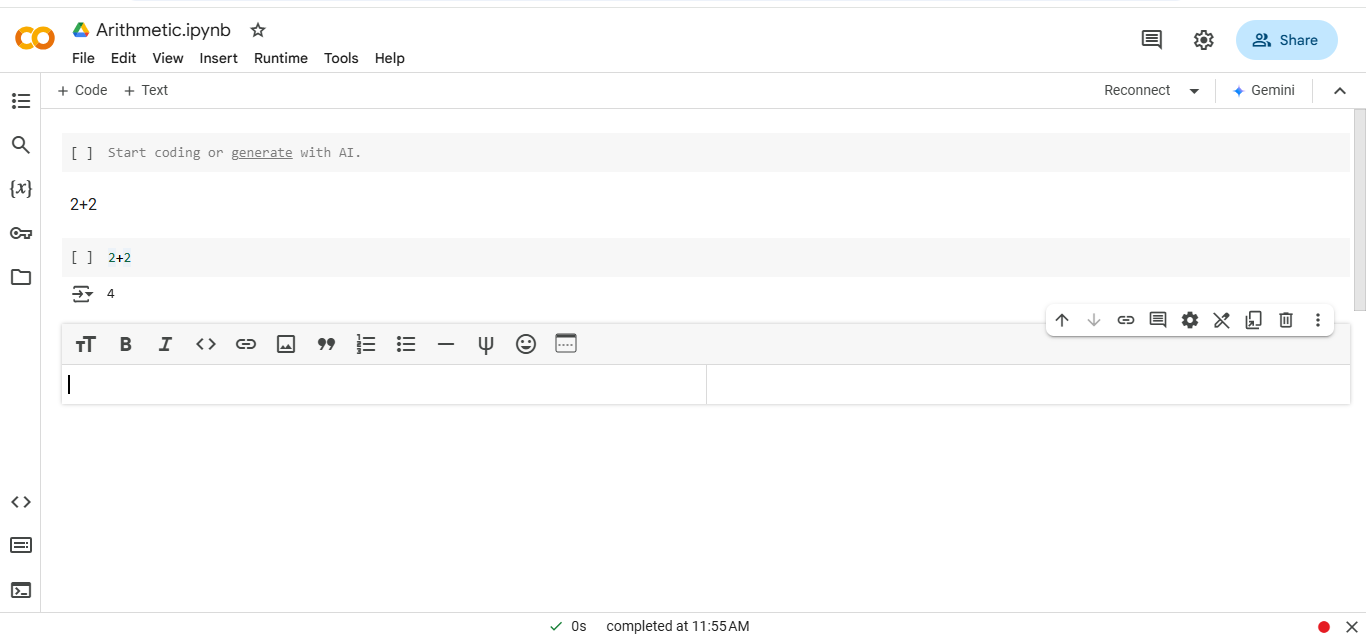 Arithmetic.ipynb
File Edit View Insert Runtime Tools Help
Share
+ Code + Text
Reconnect
Gemini
{x}
[ ] Start coding or generate with AI.
2+2
[ ] 2+2
4
0s completed at 11:55 AM